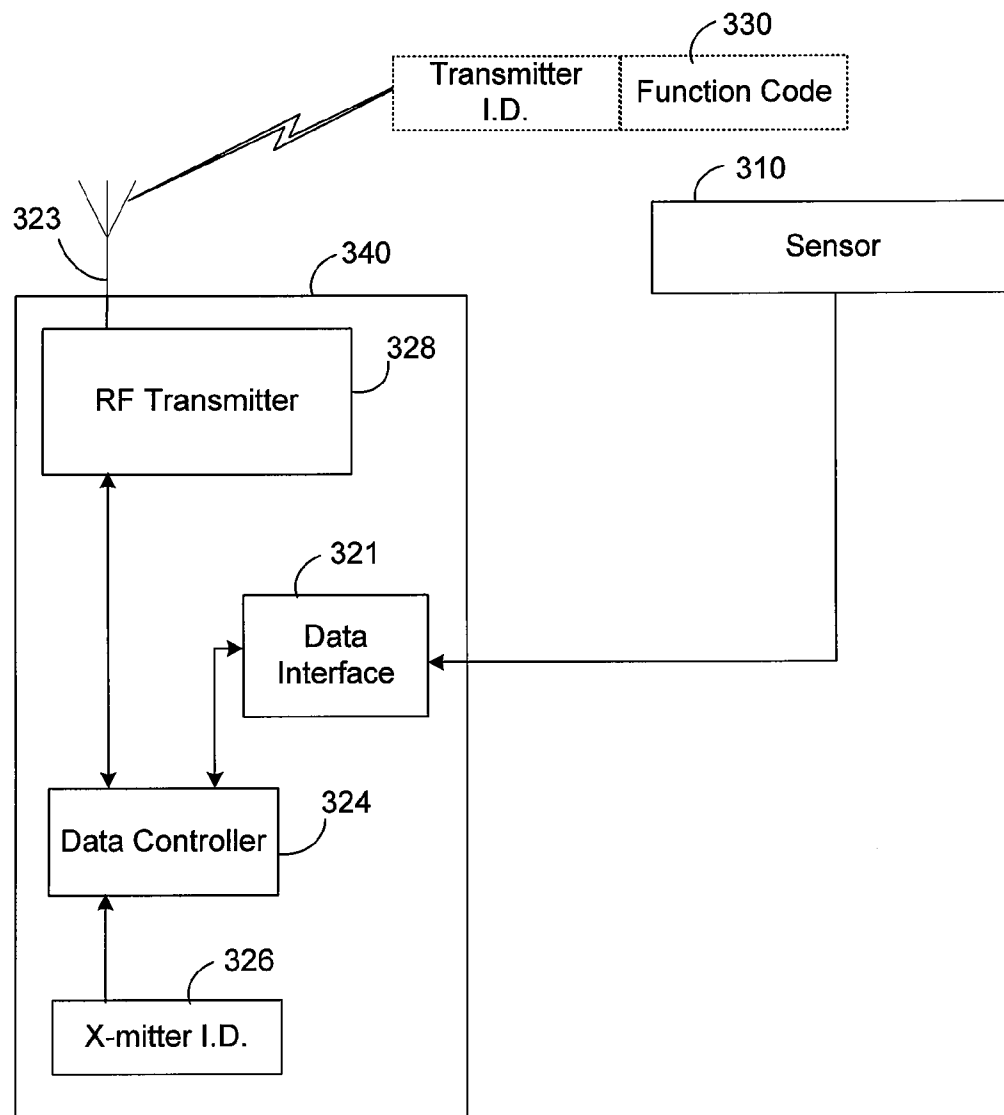 330
Transmitter
I.D.
Function Code
310
Sensor
323
340
RF Transmitter
328
321
Data
Interface
Data Controller
324
326
X-mitter I.D.